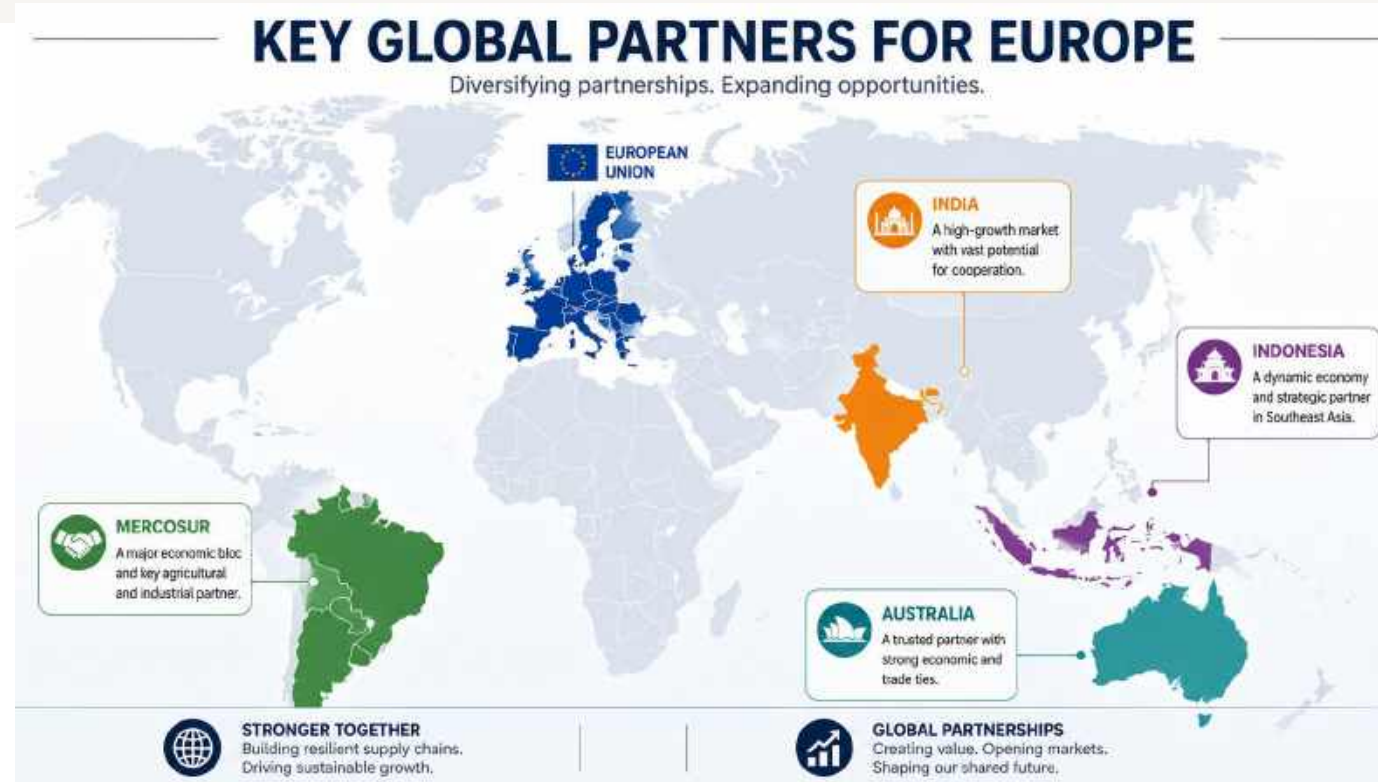 KEY GLOBAL PARTNERS FOR EUROPE
Diversifying partnerships. Expanding opportunities.
EUROPEAN
UNION
INDIA
A high-growth market
with vast potential
for cooperation.
INDONESIA
A dynamic economy
and strategic partner
in Southeast Asia.
MERCOSUR
A major economic bloc
and key agricultural
and industrial partner.
AUSTRALIA
A trusted partner with
strong economic and
trade ties.
STRONGER TOGETHER
Building resilient supply chains.
Driving sustainable growth.
GLOBAL PARTNERSHIPS
Creating value. Opening markets.
Shaping our shared future.